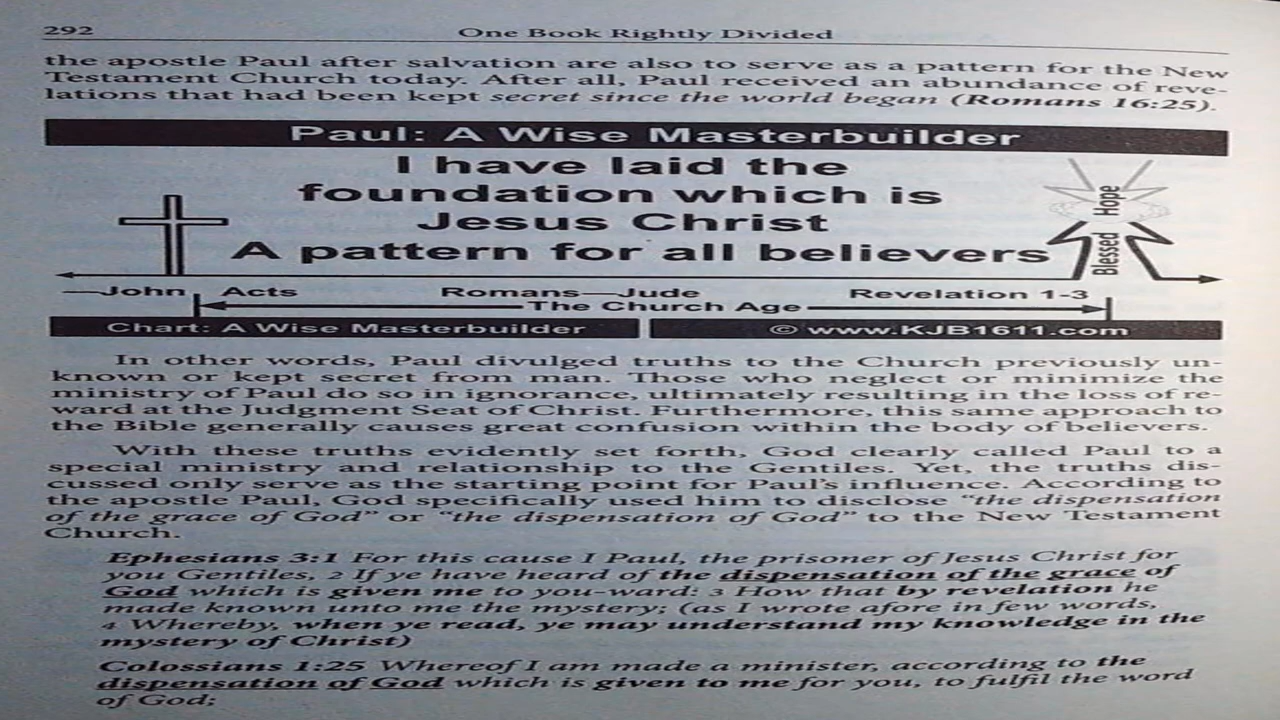 292
One Book Rightly Divided
the apostle Paul after salvation are also to serve as a pattern for the New
Testament Church today. After all, Paul received an abundance of reve-
lations that had been kept secret since the world began (Romans 16:25).
Paul: A Wise Masterbuilder
I have laid the
foundation which is
Jesus Christ
A pattern for all believers
Blessed Hope
John Acts Romans—Jude Revelation 1-3
The Church Age
Chart: A Wise Masterbuilder
© www.KJB1611.com
In other words, Paul divulged truths to the Church previously un-
known or kept secret from man. Those who neglect or minimize the
ministry of Paul do so in ignorance, ultimately resulting in the loss of re-
ward at the Judgment Seat of Christ. Furthermore, this same approach to
the Bible generally causes great confusion within the body of believers.
With these truths evidently set forth, God clearly called Paul to a
special ministry and relationship to the Gentiles. Yet, the truths dis-
cussed only serve as the starting point for Paul's influence. According to
the apostle Paul, God specifically used him to disclose "the dispensation
of the grace of God" or "the dispensation of God" to the New Testament
Church.
Ephesians 3:1 For this cause I Paul, the prisoner of Jesus Christ for
you Gentiles, 2 If ye have heard of the dispensation of the grace of
God which is given me to you-ward: 3 How that by revelation he
made known unto me the mystery; (as I wrote afore in few words,
4 Whereby, when ye read, ye may understand my knowledge in the
mystery of Christ)
Colossians 1:25 Whereof I am made a minister, according to the
dispensation of God which is given to me for you, to fulfil the word
of God;